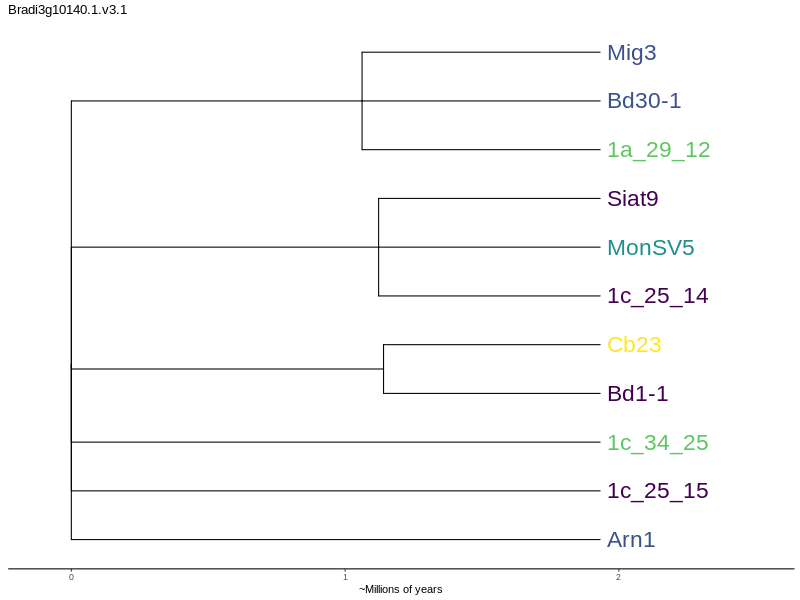 Bradi3g10140.1.v3.1
Mig3
Bd30-1
1a_29_12
Siat9
MonSV5
1c_25_14
Cb23
Bd1-1
1c_34_25
1c_25_15
Arn1
0 1 2
~Millions of years